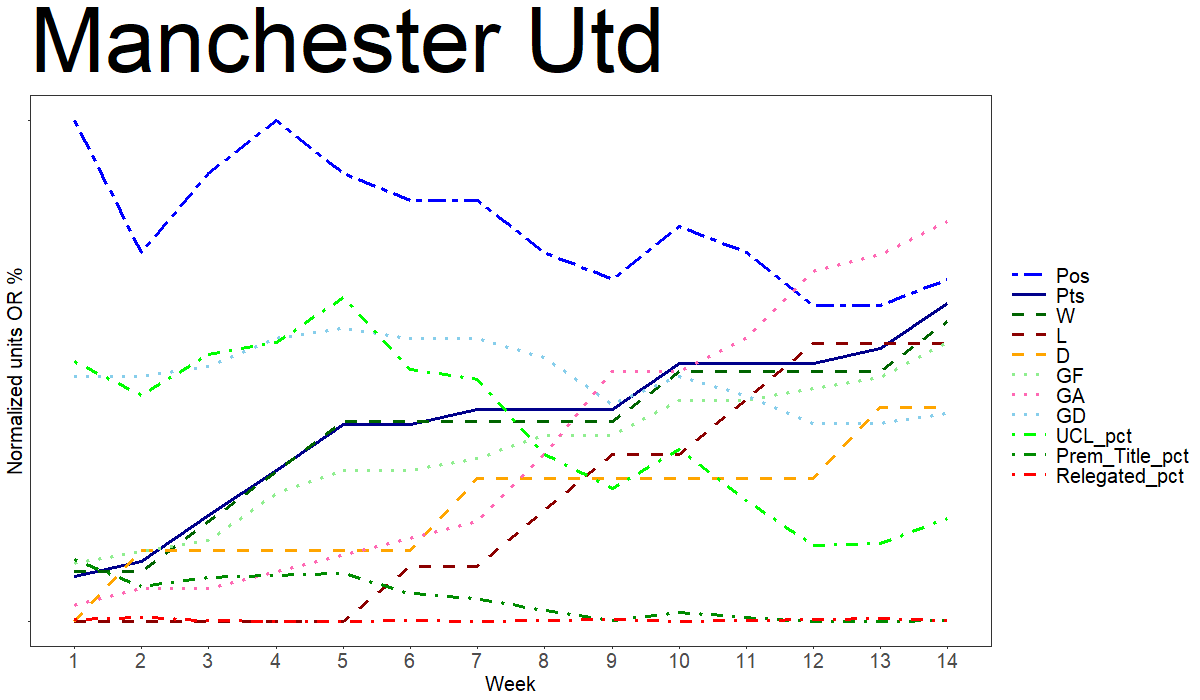 Manchester Utd
Normalized units OR %
1 2 3 4 5 6 7 8 9 10 11 12 13 14
Week
Pos
Pts
W
L
D
GF
GA
GD
UCL_pct
Prem_Title_pct
Relegated_pct